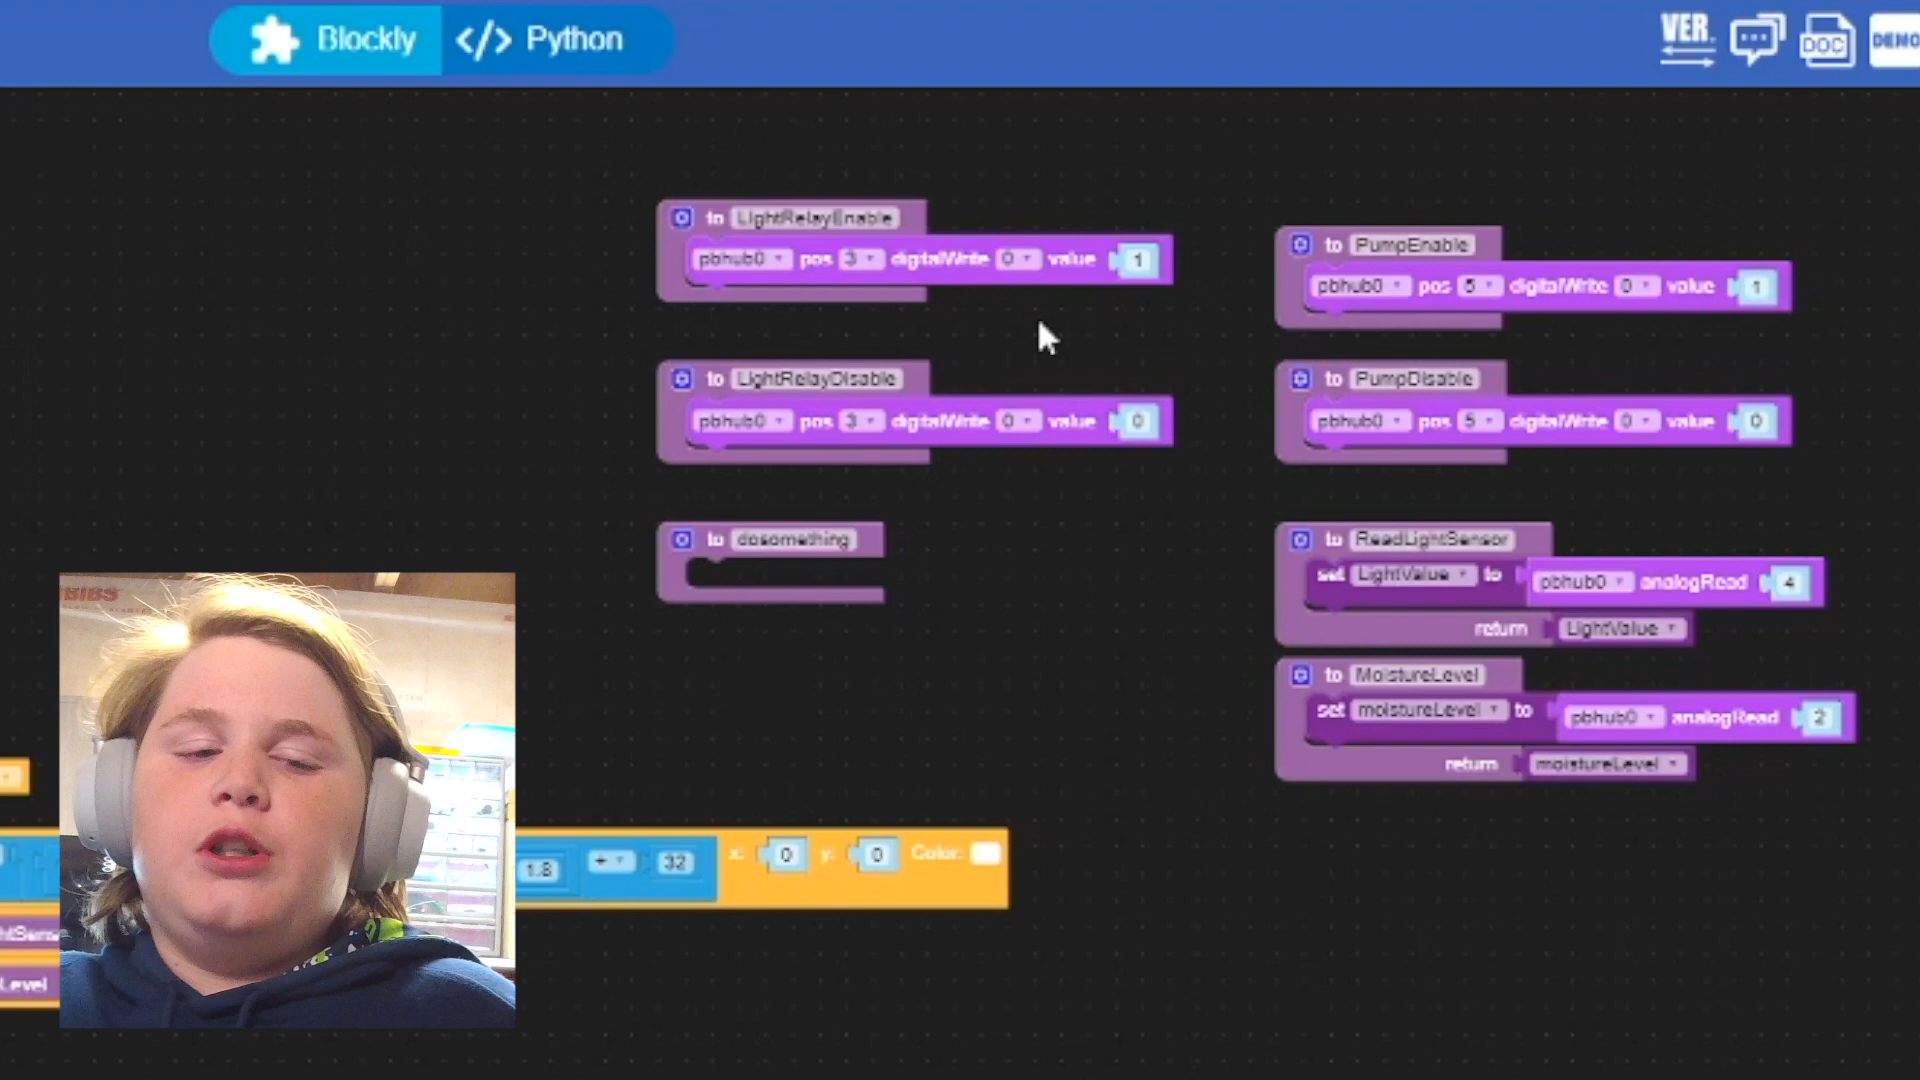 Blockly </> Python
VER.
DOC
DEMO
to LightRelayEnable
pbhub0 pos 3 digitalWrite 0 value 1
to PumpEnable
pbhub0 pos 5 digitalWrite 0 value 1
to LightRelayDisable
pbhub0 pos 3 digitalWrite 0 value 0
to PumpDisable
pbhub0 pos 5 digitalWrite 0 value 0
to dosomething
to ReadLightSensor
set LightValue to pbhub0 analogRead 4
return LightValue
to MoistureLevel
set moistureLevel to pbhub0 analogRead 2
return moistureLevel
1.8 + 32 x: 0 y: 0 Color:
htSens
Level